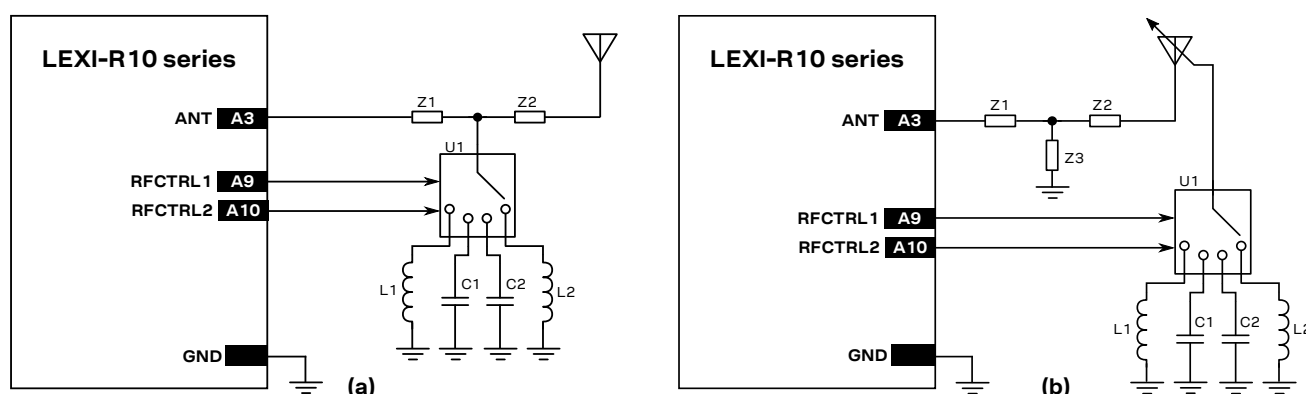 LEXI-R10 series
ANT A3
Z1 Z2
U1
RFCTRL1 A9
RFCTRL2 A10
L1 C1 C2 L2
GND
(a)
LEXI-R10 series
ANT A3
Z1 Z2
Z3
U1
RFCTRL1 A9
RFCTRL2 A10
L1 C1 C2 L2
GND
(b)